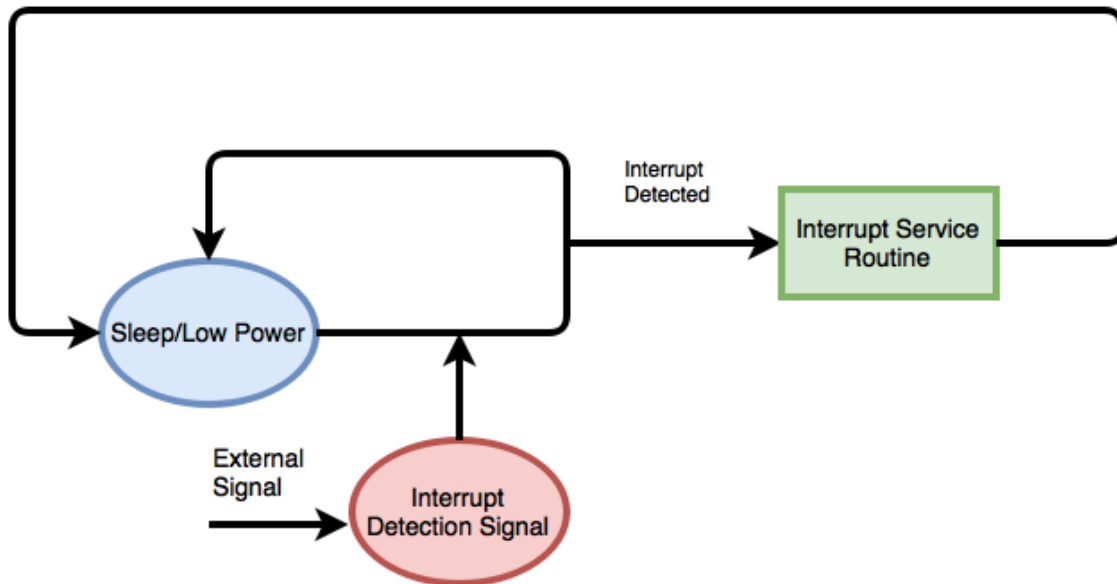 Interrupt
Detected
Interrupt Service
Routine
Sleep/Low Power
External
Signal
Interrupt
Detection Signal